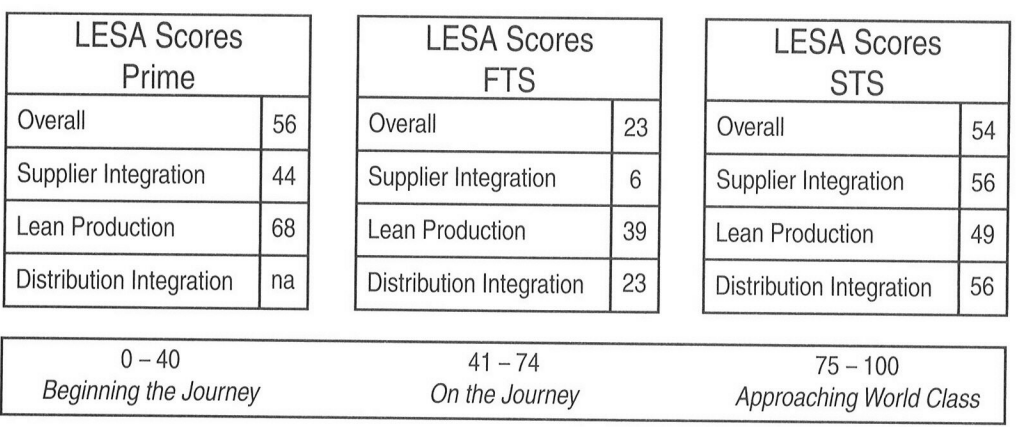 LESA Scores
Prime
Overall 56
Supplier Integration 44
Lean Production 68
Distribution Integration na
LESA Scores
FTS
Overall 23
Supplier Integration 6
Lean Production 39
Distribution Integration 23
LESA Scores
STS
Overall 54
Supplier Integration 56
Lean Production 49
Distribution Integration 56
0 – 40
Beginning the Journey
41 – 74
On the Journey
75 – 100
Approaching World Class